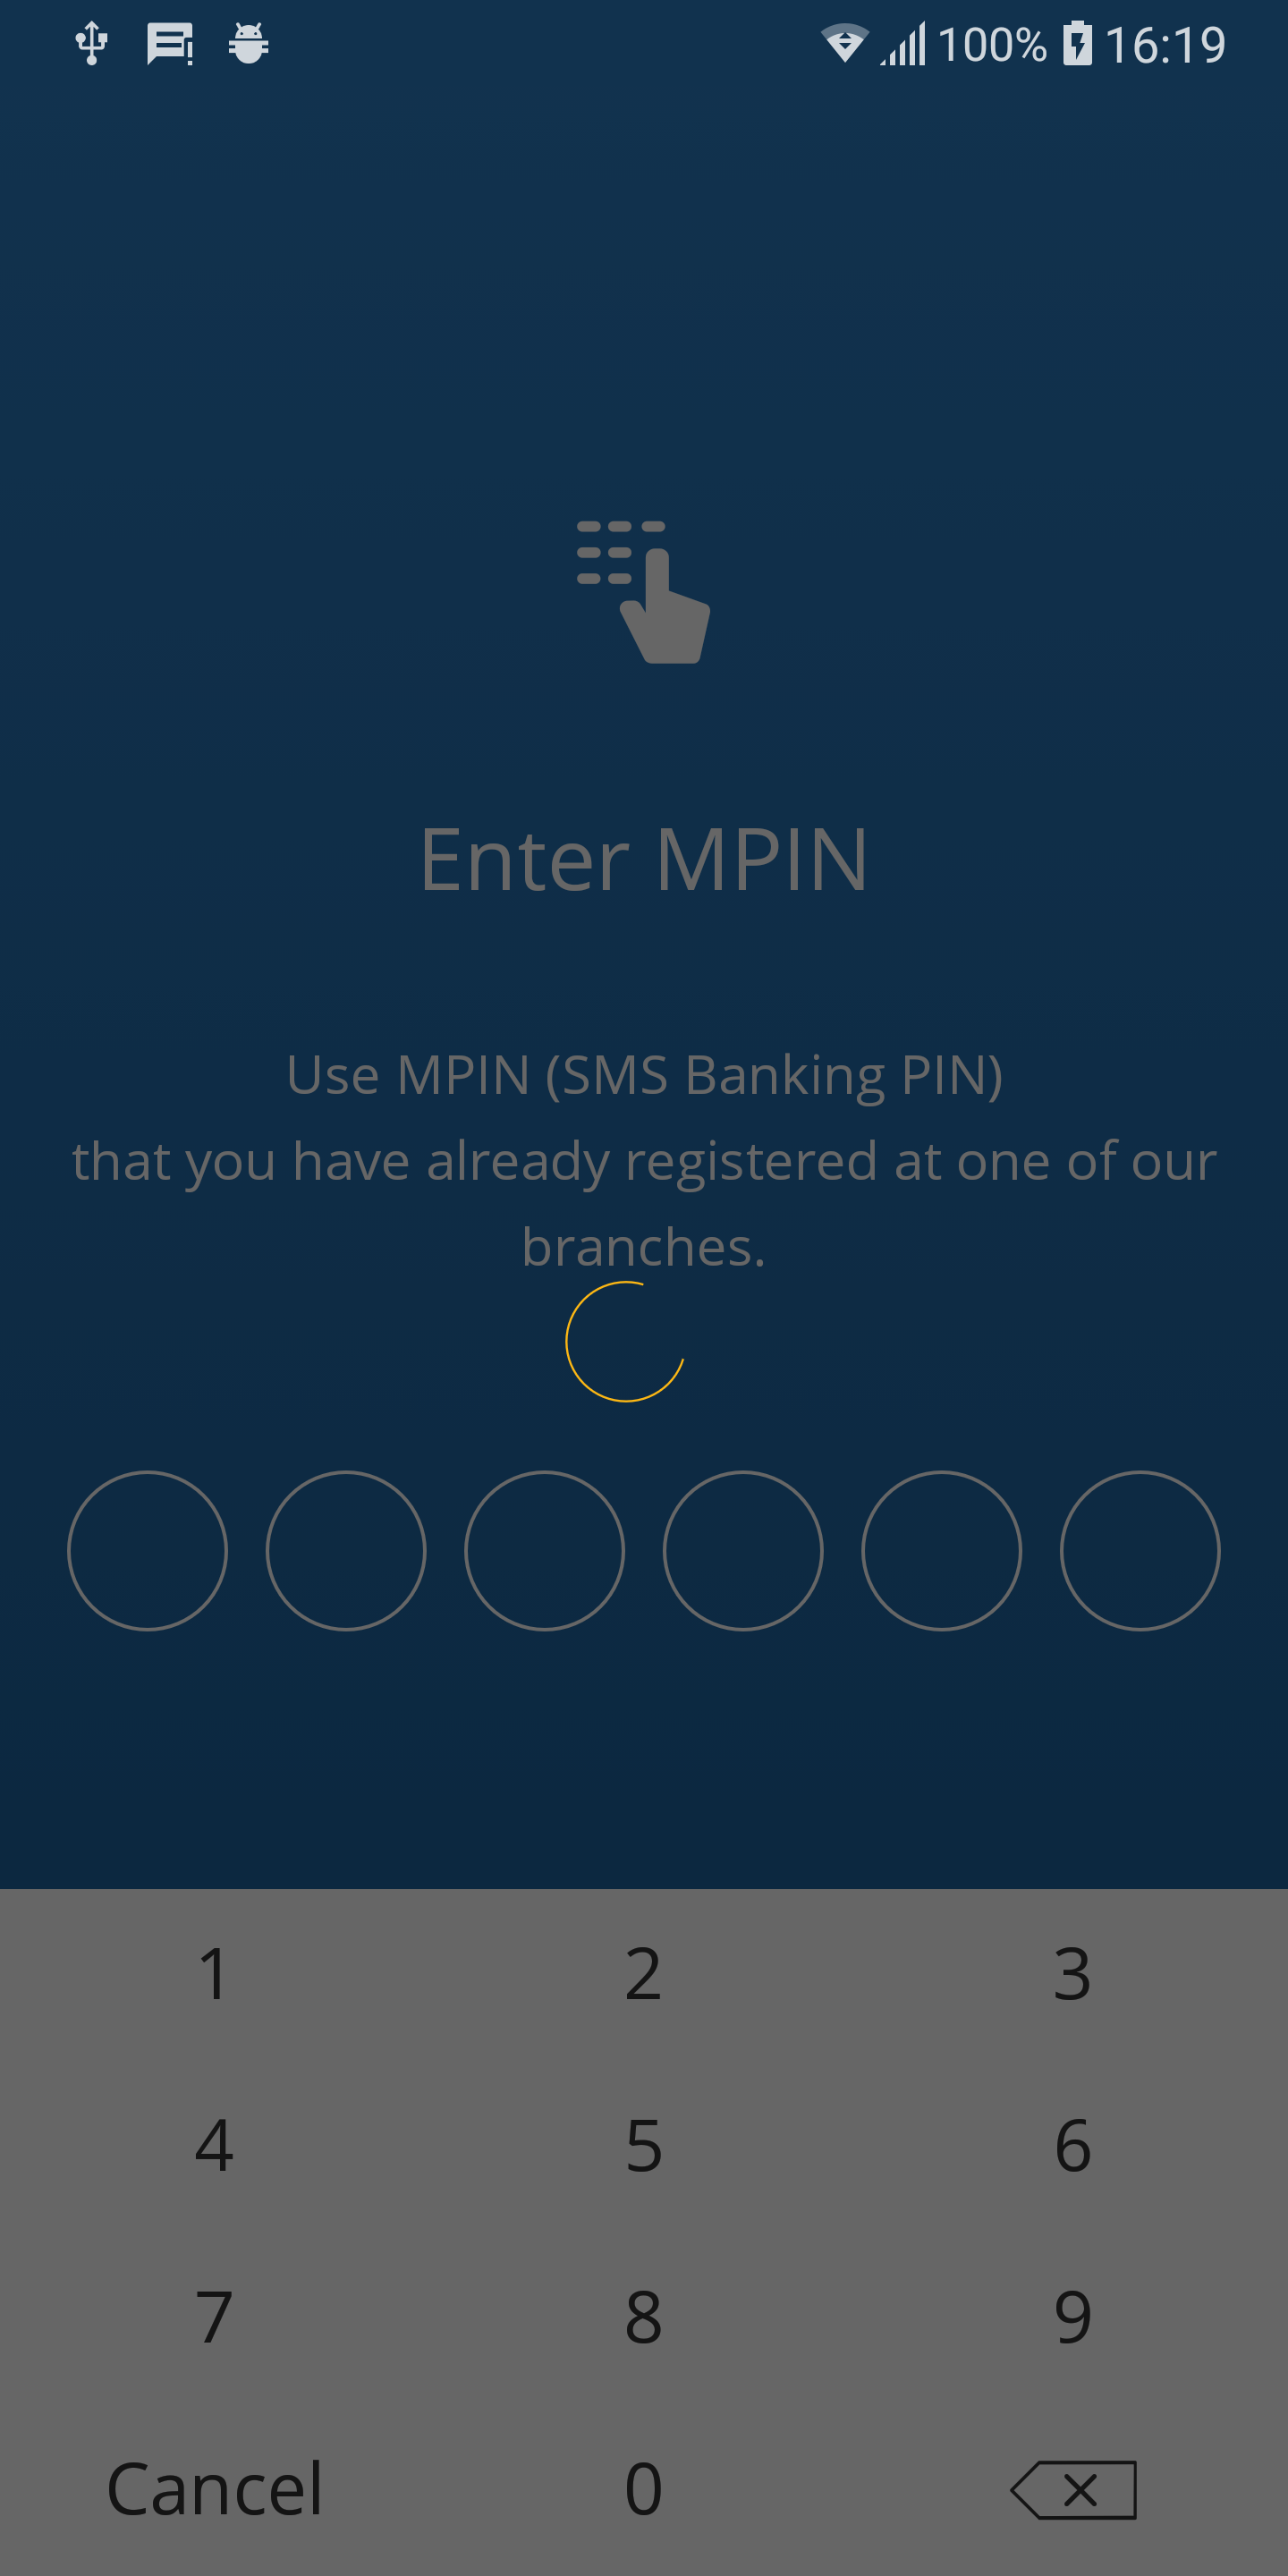 100% 16:19
Enter MPIN
Use MPIN (SMS Banking PIN)
that you have already registered at one of our
branches.
1 2 3
4 5 6
7 8 9
Cancel 0